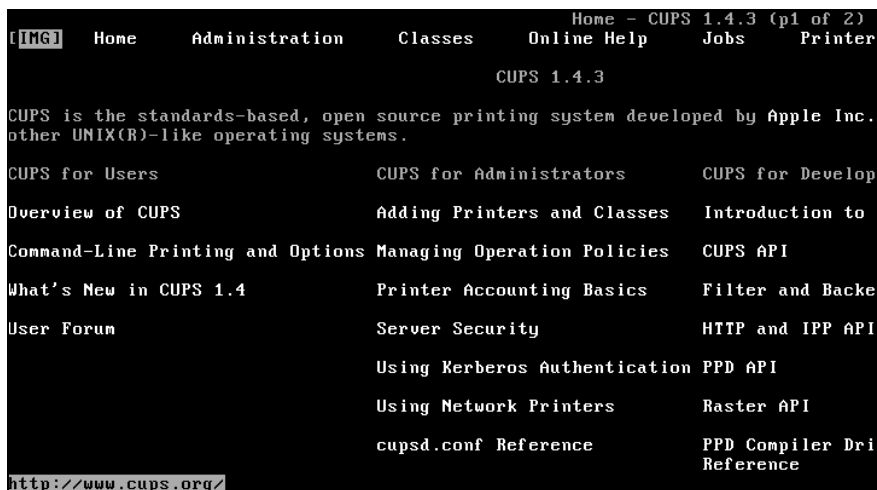 Home - CUPS 1.4.3 (p1 of 2)
[IMG] Home Administration Classes Online Help Jobs Printer
CUPS 1.4.3
CUPS is the standards-based, open source printing system developed by Apple Inc.
other UNIX(R)-like operating systems.
CUPS for Users CUPS for Administrators CUPS for Develop
Overview of CUPS Adding Printers and Classes Introduction to
Command-Line Printing and Options Managing Operation Policies CUPS API
What's New in CUPS 1.4 Printer Accounting Basics Filter and Backe
User Forum Server Security HTTP and IPP API
Using Kerberos Authentication PPD API
Using Network Printers Raster API
cupsd.conf Reference PPD Compiler Dri
Reference
http://www.cups.org/